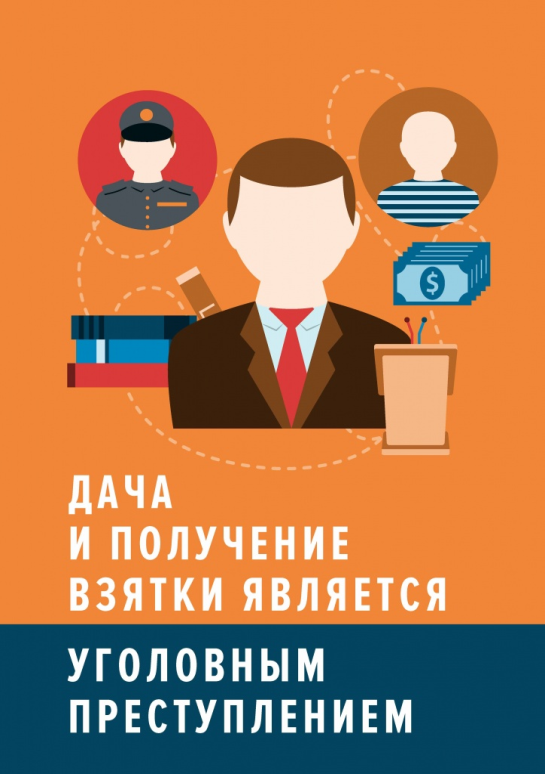 ДАЧА
И ПОЛУЧЕНИЕ
ВЗЯТКИ ЯВЛЯЕТСЯ
УГОЛОВНЫМ
ПРЕСТУПЛЕНИЕМ
$